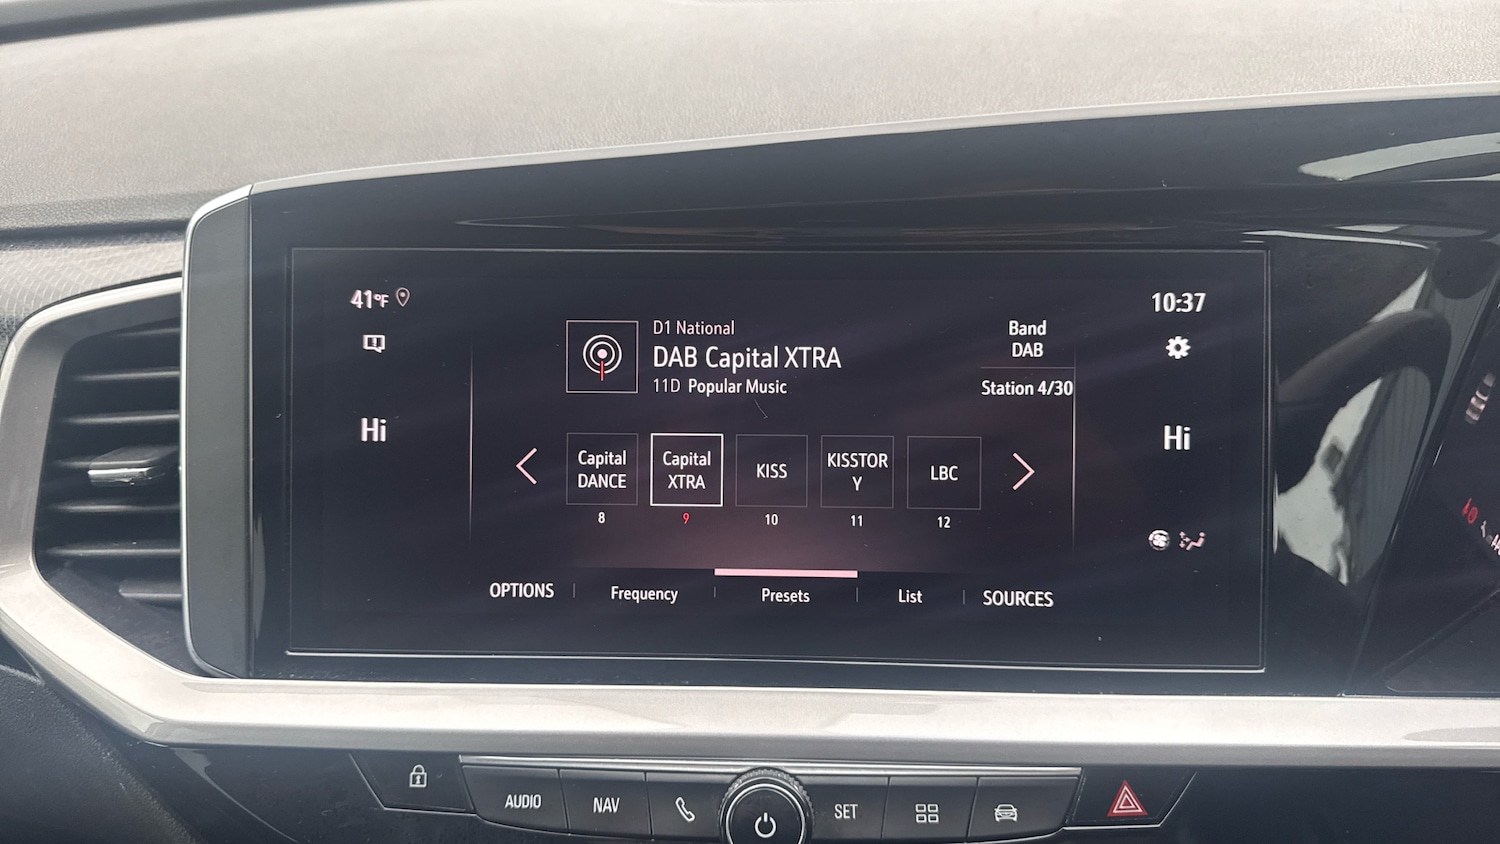 41°F
10:37
D1 National
DAB Capital XTRA
11D Popular Music
Band
DAB
Station 4/30
Hi
Hi
Capital
DANCE
Capital
XTRA
KISS
KISSTOR
Y
LBC
8
9
10
11
12
OPTIONS
Frequency
Presets
List
SOURCES
AUDIO
NAV
SET